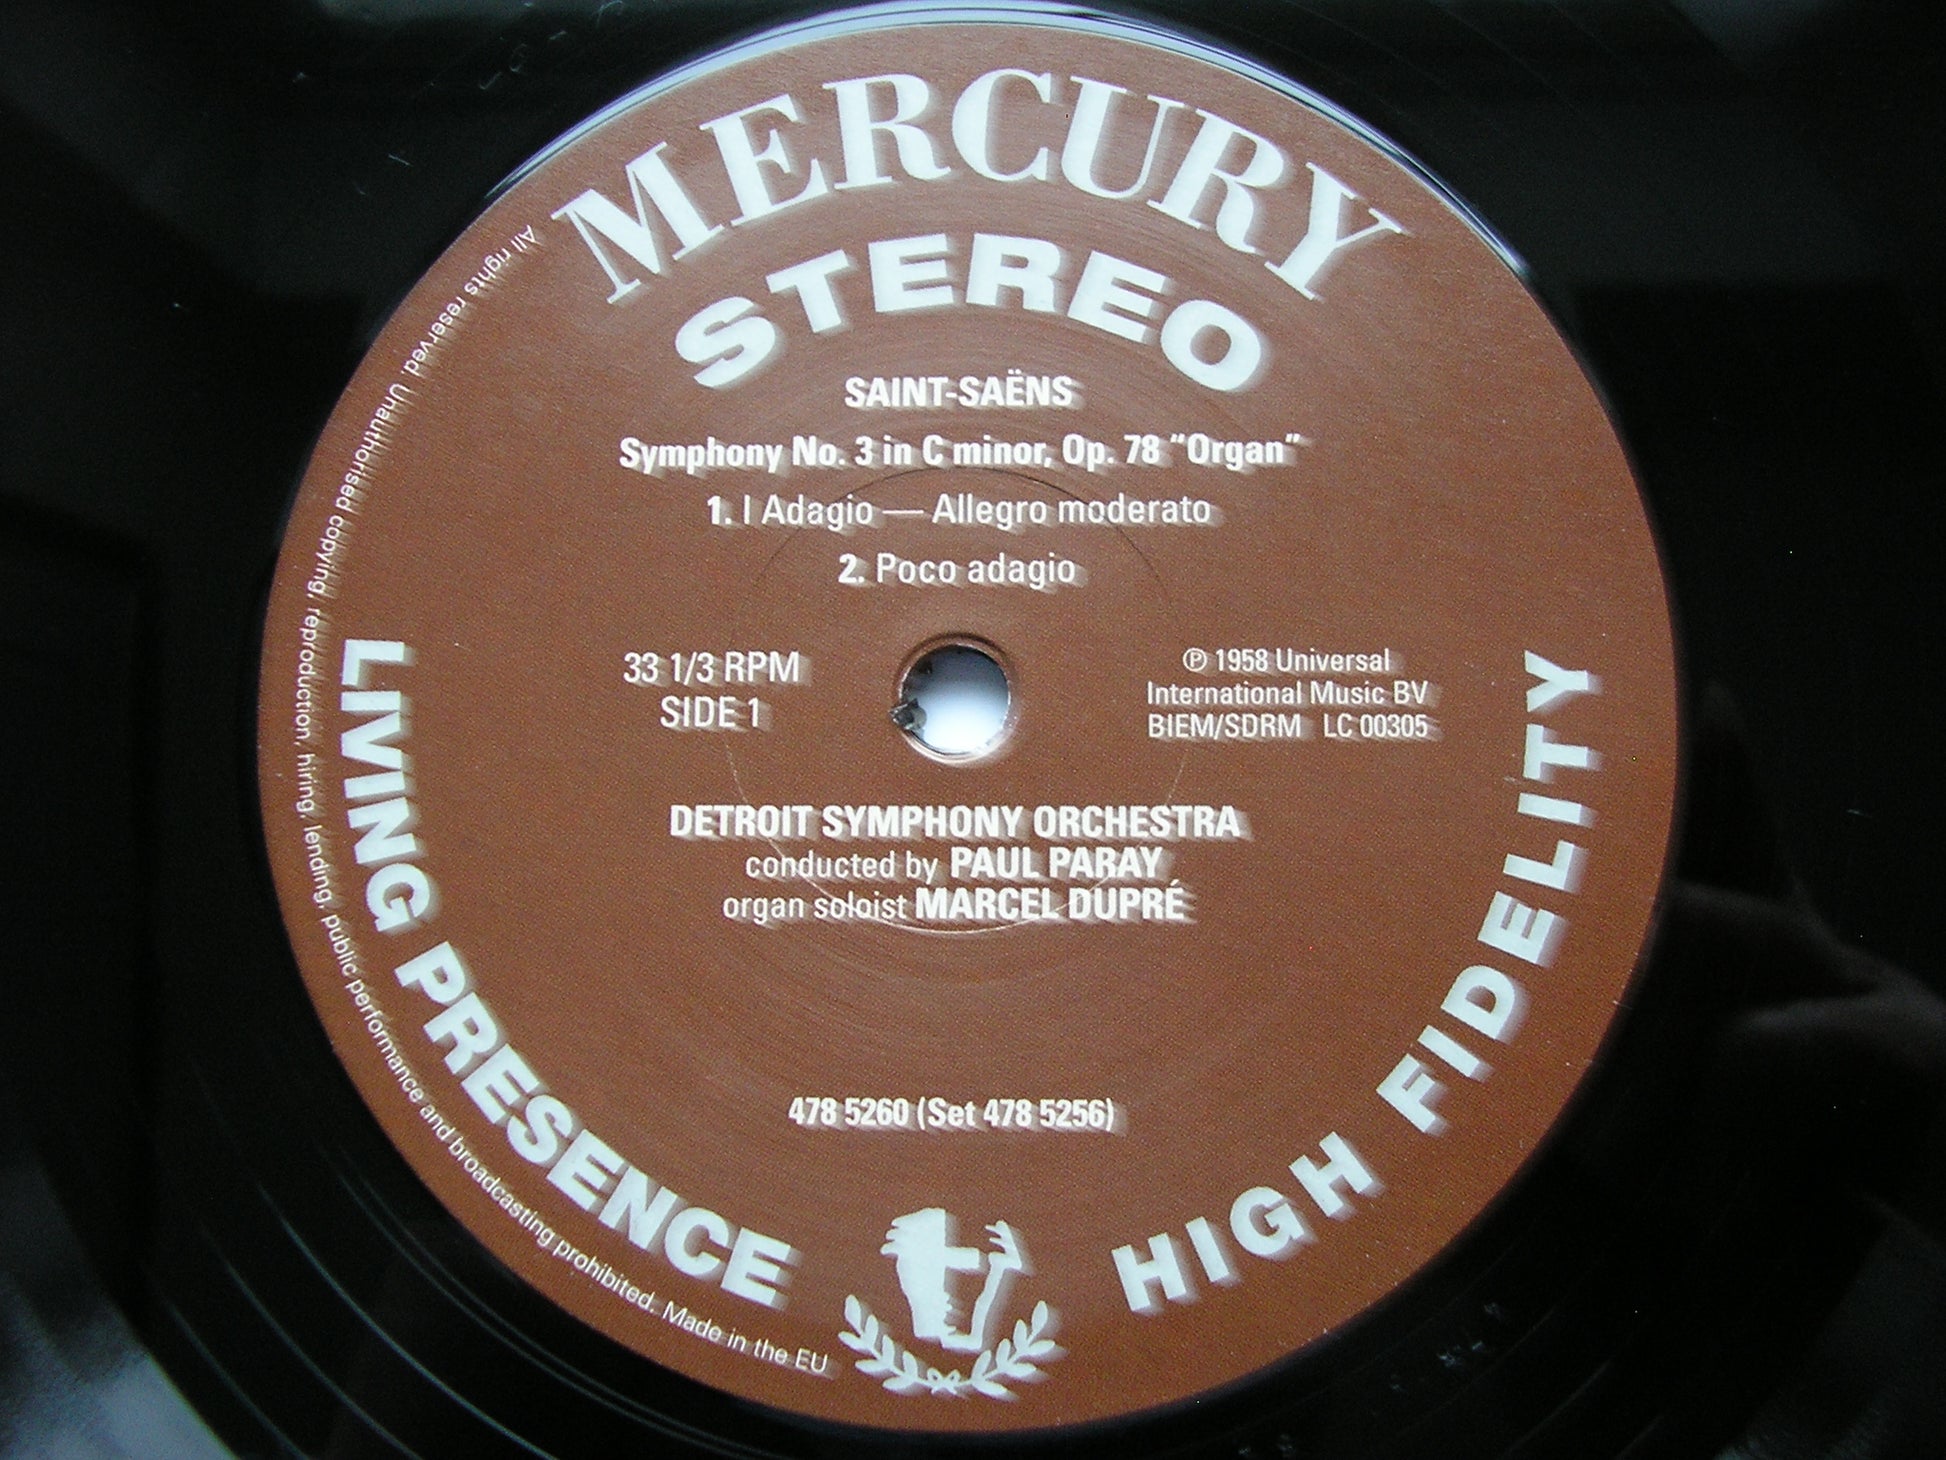 MERCURY
STEREO
SAINT-SAËNS
Symphony No. 3 in C minor, Op. 78 "Organ"
1. I Adagio — Allegro moderato
2. Poco adagio
33 1/3 RPM
SIDE 1
℗ 1958 Universal
International Music BV
BIEM/SDRM LC 00305
DETROIT SYMPHONY ORCHESTRA
conducted by PAUL PARAY
organ soloist MARCEL DUPRÉ
478 5260 (Set 478 5256)
LIVING PRESENCE
HIGH FIDELITY
All rights reserved. Unauthorised copying, reproduction, hiring, lending, public performance and broadcasting prohibited. Made in the EU